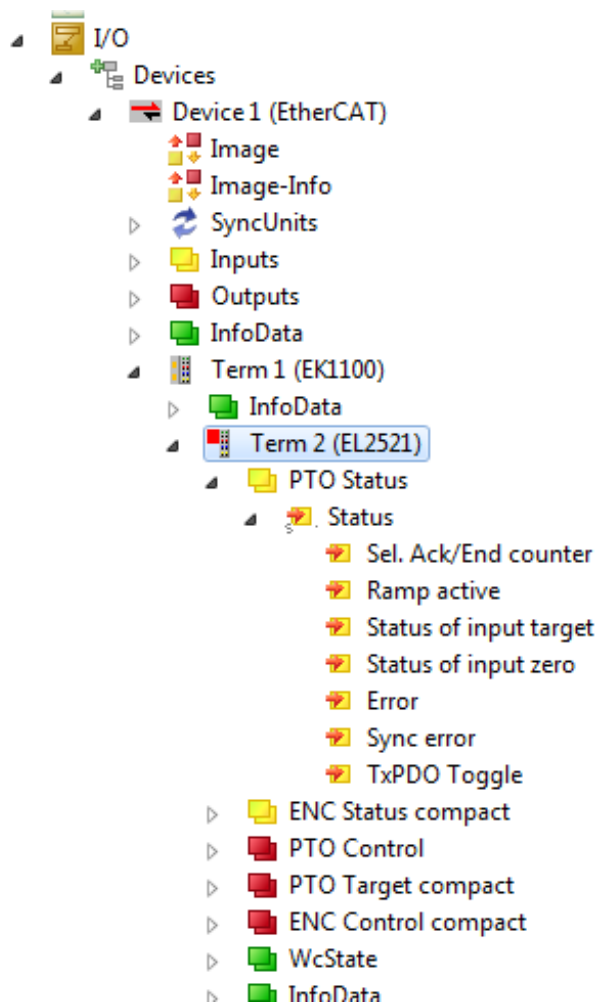 I/O
Devices
Device 1 (EtherCAT)
Image
Image-Info
SyncUnits
Inputs
Outputs
InfoData
Term 1 (EK1100)
InfoData
Term 2 (EL2521)
PTO Status
Status
Sel. Ack/End counter
Ramp active
Status of input target
Status of input zero
Error
Sync error
TxPDO Toggle
ENC Status compact
PTO Control
PTO Target compact
ENC Control compact
WcState
InfoData